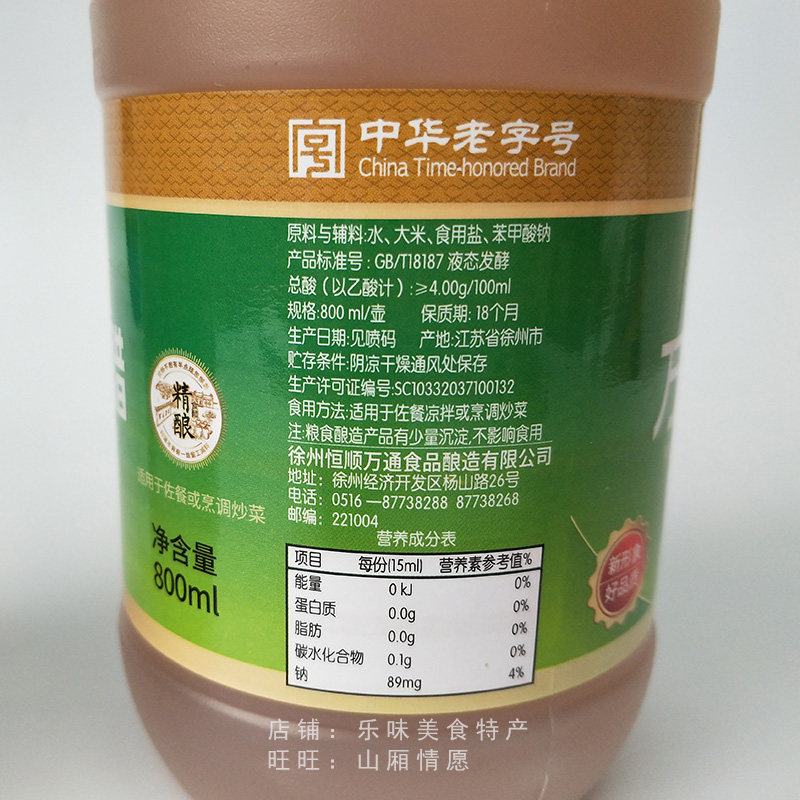 中华老字号
China Time-honored Brand
原料与辅料:水、大米、食用盐、苯甲酸钠
产品标准号：GB/T18187 液态发酵
总酸（以乙酸计）:≥4.00g/100ml
规格:800 ml/壶 保质期: 18个月
生产日期:见喷码 产地:江苏省徐州市
贮存条件:阴凉干燥通风处保存
生产许可证编号:SC10332037100132
食用方法:适用于佐餐凉拌或烹调炒菜
注:粮食酿造产品有少量沉淀,不影响食用
徐州恒顺万通食品酿造有限公司
地址：徐州经济开发区杨山路26号
电话：0516 —87738288 87738268
邮编：221004
营养成分表
项目 每份(15ml) 营养素参考值%
能量 0 kJ 0%
蛋白质 0.0g 0%
脂肪 0.0g 0%
碳水化合物 0.1g 0%
钠 89mg 4%
精酿
适用于佐餐或烹调炒菜
净含量
800ml
新形象
好品质
店铺：乐味美食特产
旺旺：山厢情愿